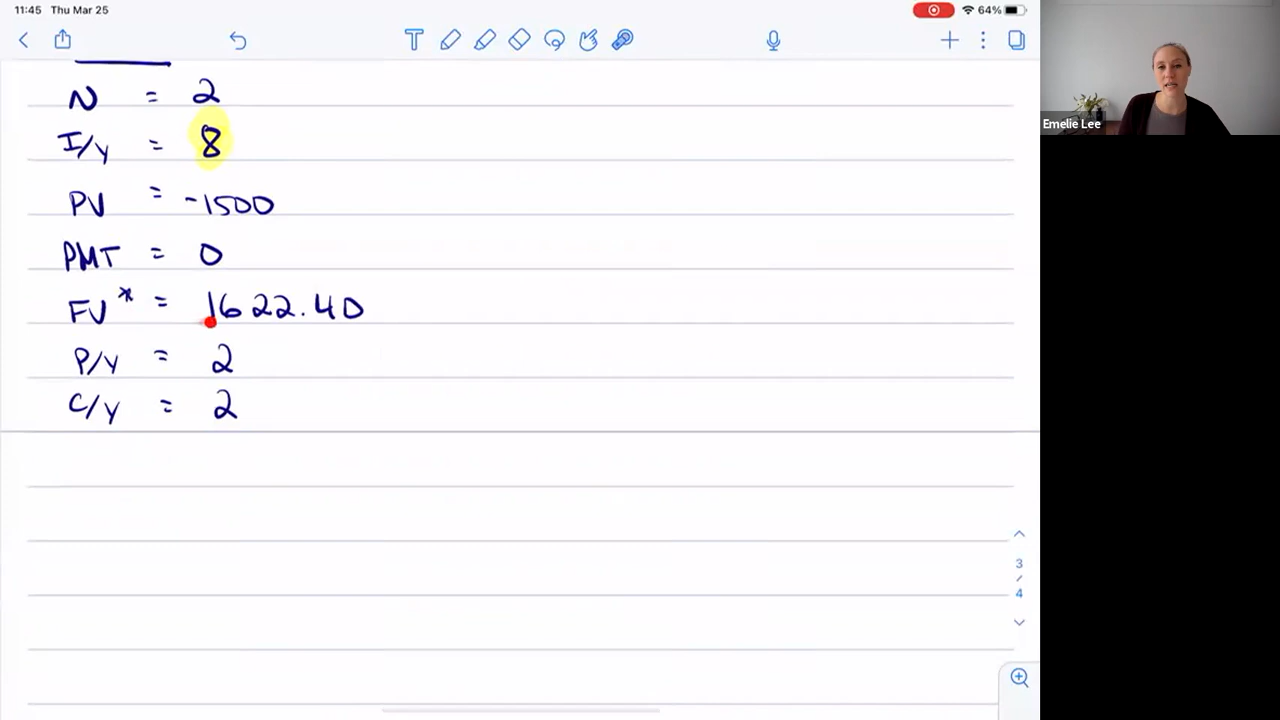 11:45 Thu Mar 25
64%
T
N = 2
I/Y = 8
PV = -1500
PMT = 0
FV* = 1622.40
P/Y = 2
C/Y = 2
3
/
4
Emelie Lee